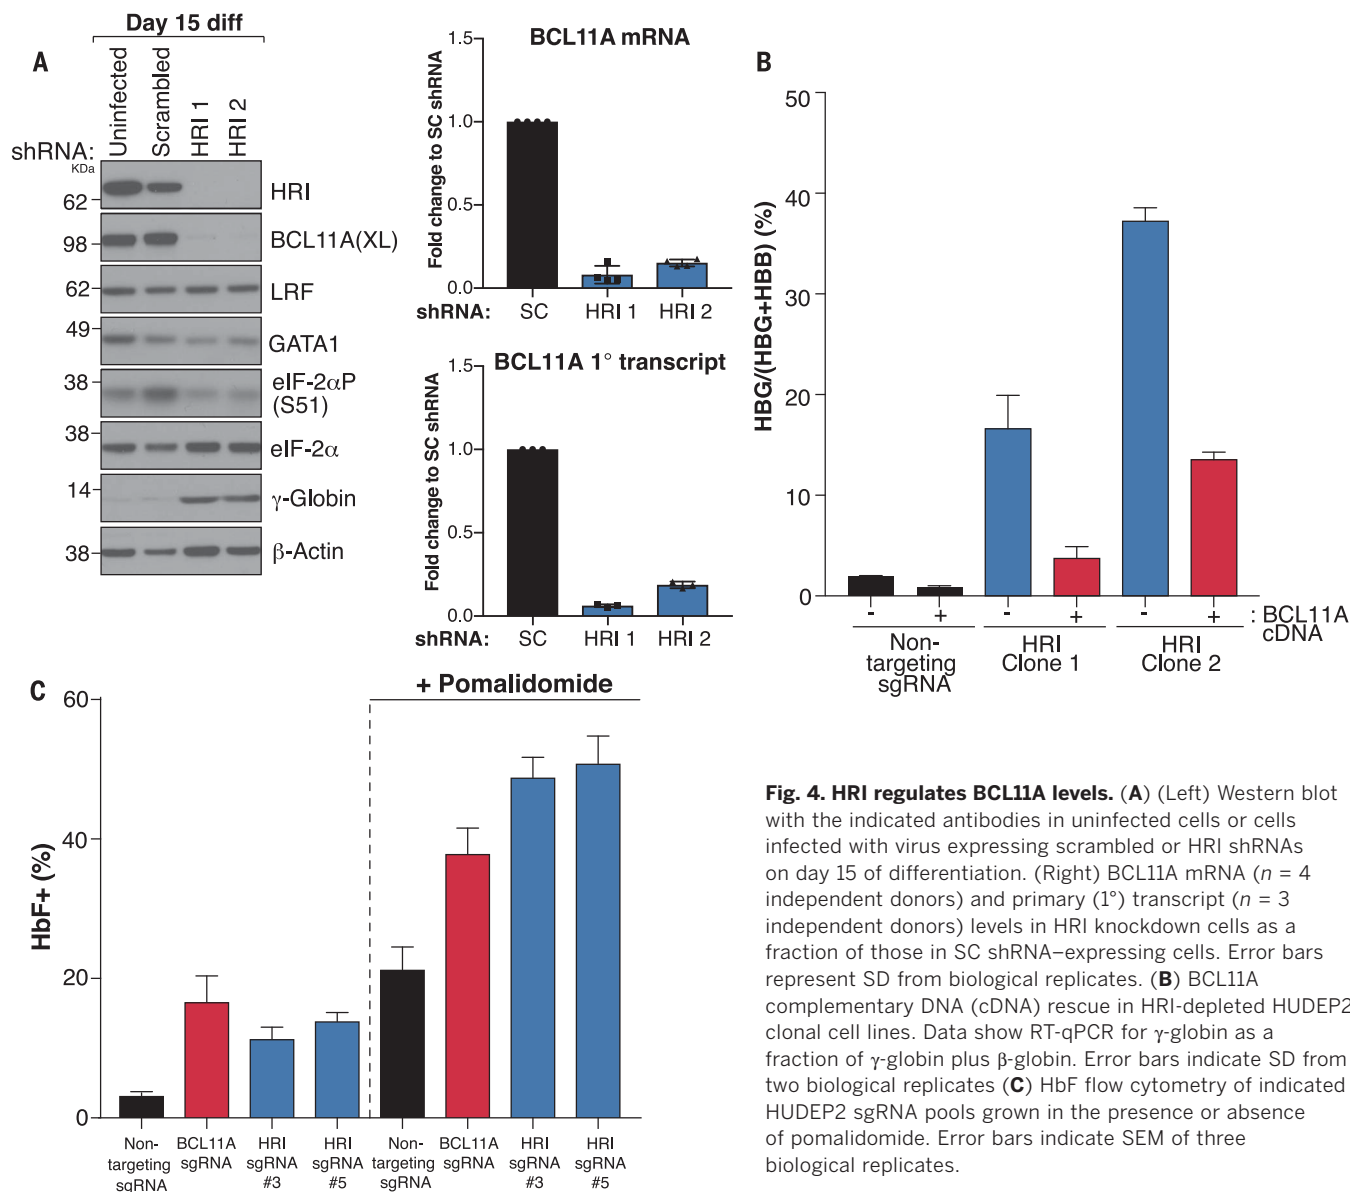 A
Day 15 diff
shRNA:
Uninfected
Scrambled
HRI 1
HRI 2
KDa
62
HRI
98
BCL11A(XL)
62
LRF
49
GATA1
38
eIF-2αP
(S51)
38
eIF-2α
14
γ-Globin
38
β-Actin
BCL11A mRNA
Fold change to SC shRNA
1.5
1.0
0.5
0.0
shRNA: SC HRI 1 HRI 2
BCL11A 1° transcript
Fold change to SC shRNA
1.5
1.0
0.5
0.0
shRNA: SC HRI 1 HRI 2
B
HBG/(HBG+HBB) (%)
50
40
30
20
10
0
- + - + - + : BCL11A
cDNA
Non-
targeting
sgRNA
HRI
Clone 1
HRI
Clone 2
C
+ Pomalidomide
HbF+ (%)
60
40
20
0
Non-
targeting
sgRNA
BCL11A
sgRNA
HRI
sgRNA
#3
HRI
sgRNA
#5
Non-
targeting
sgRNA
BCL11A
sgRNA
HRI
sgRNA
#3
HRI
sgRNA
#5
Fig. 4. HRI regulates BCL11A levels. (A) (Left) Western blot
with the indicated antibodies in uninfected cells or cells
infected with virus expressing scrambled or HRI shRNAs
on day 15 of differentiation. (Right) BCL11A mRNA (n = 4
independent donors) and primary (1°) transcript (n = 3
independent donors) levels in HRI knockdown cells as a
fraction of those in SC shRNA–expressing cells. Error bars
represent SD from biological replicates. (B) BCL11A
complementary DNA (cDNA) rescue in HRI-depleted HUDEP2
clonal cell lines. Data show RT-qPCR for γ-globin as a
fraction of γ-globin plus β-globin. Error bars indicate SD from
two biological replicates (C) HbF flow cytometry of indicated
HUDEP2 sgRNA pools grown in the presence or absence
of pomalidomide. Error bars indicate SEM of three
biological replicates.